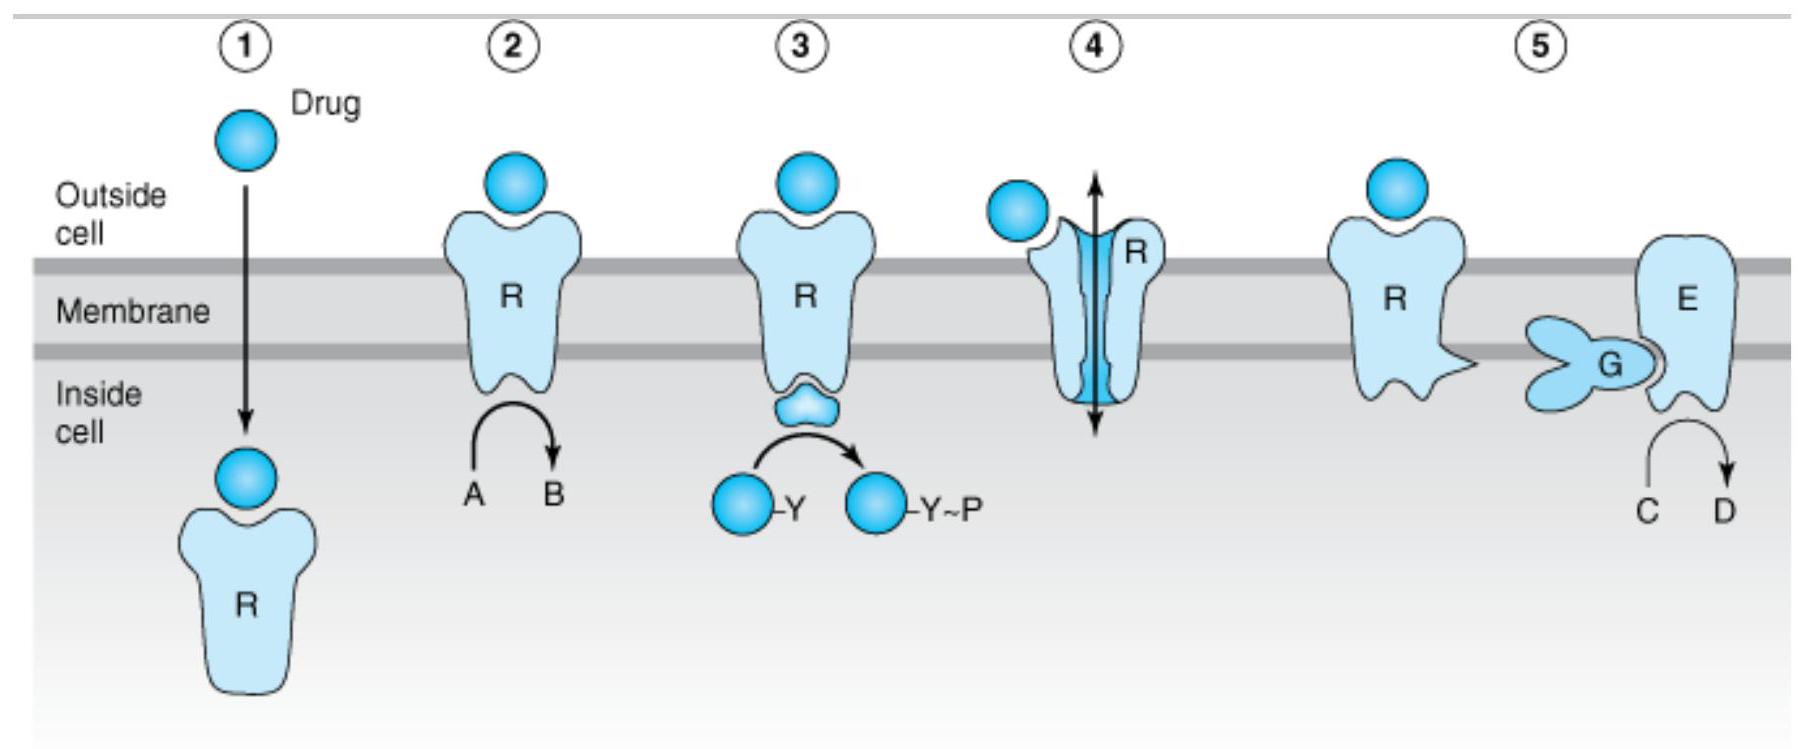 1 2 3 4 5
Drug
Outside
cell
R
R
R
R
E
Membrane
R
G
Inside
cell
A B
Y Y~P
C D
R